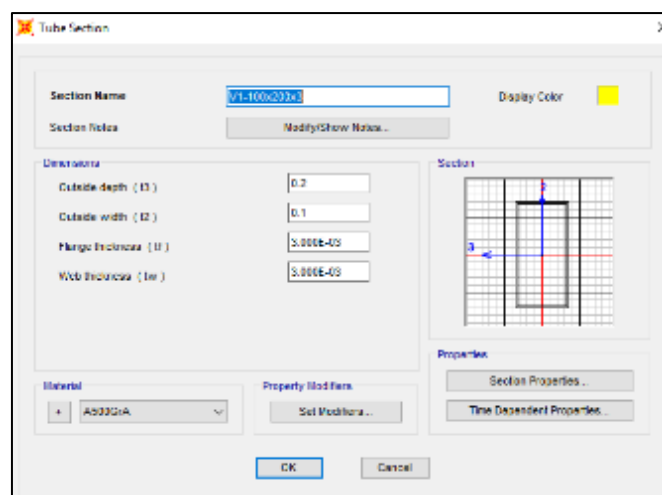 Tube Section
Section Name
V1-100x200x3
Display Color
Section Notes
Modify/Show Notes...
Dimensions
Outside depth ( t3 )
0.2
Outside width ( t2 )
0.1
Flange thickness ( tf )
3.000E-03
Web thickness ( tw )
3.000E-03
Section
2
3
Properties
Section Properties...
Time Dependent Properties...
Material
+
A500GrA
Property Modifiers
Set Modifiers...
OK
Cancel